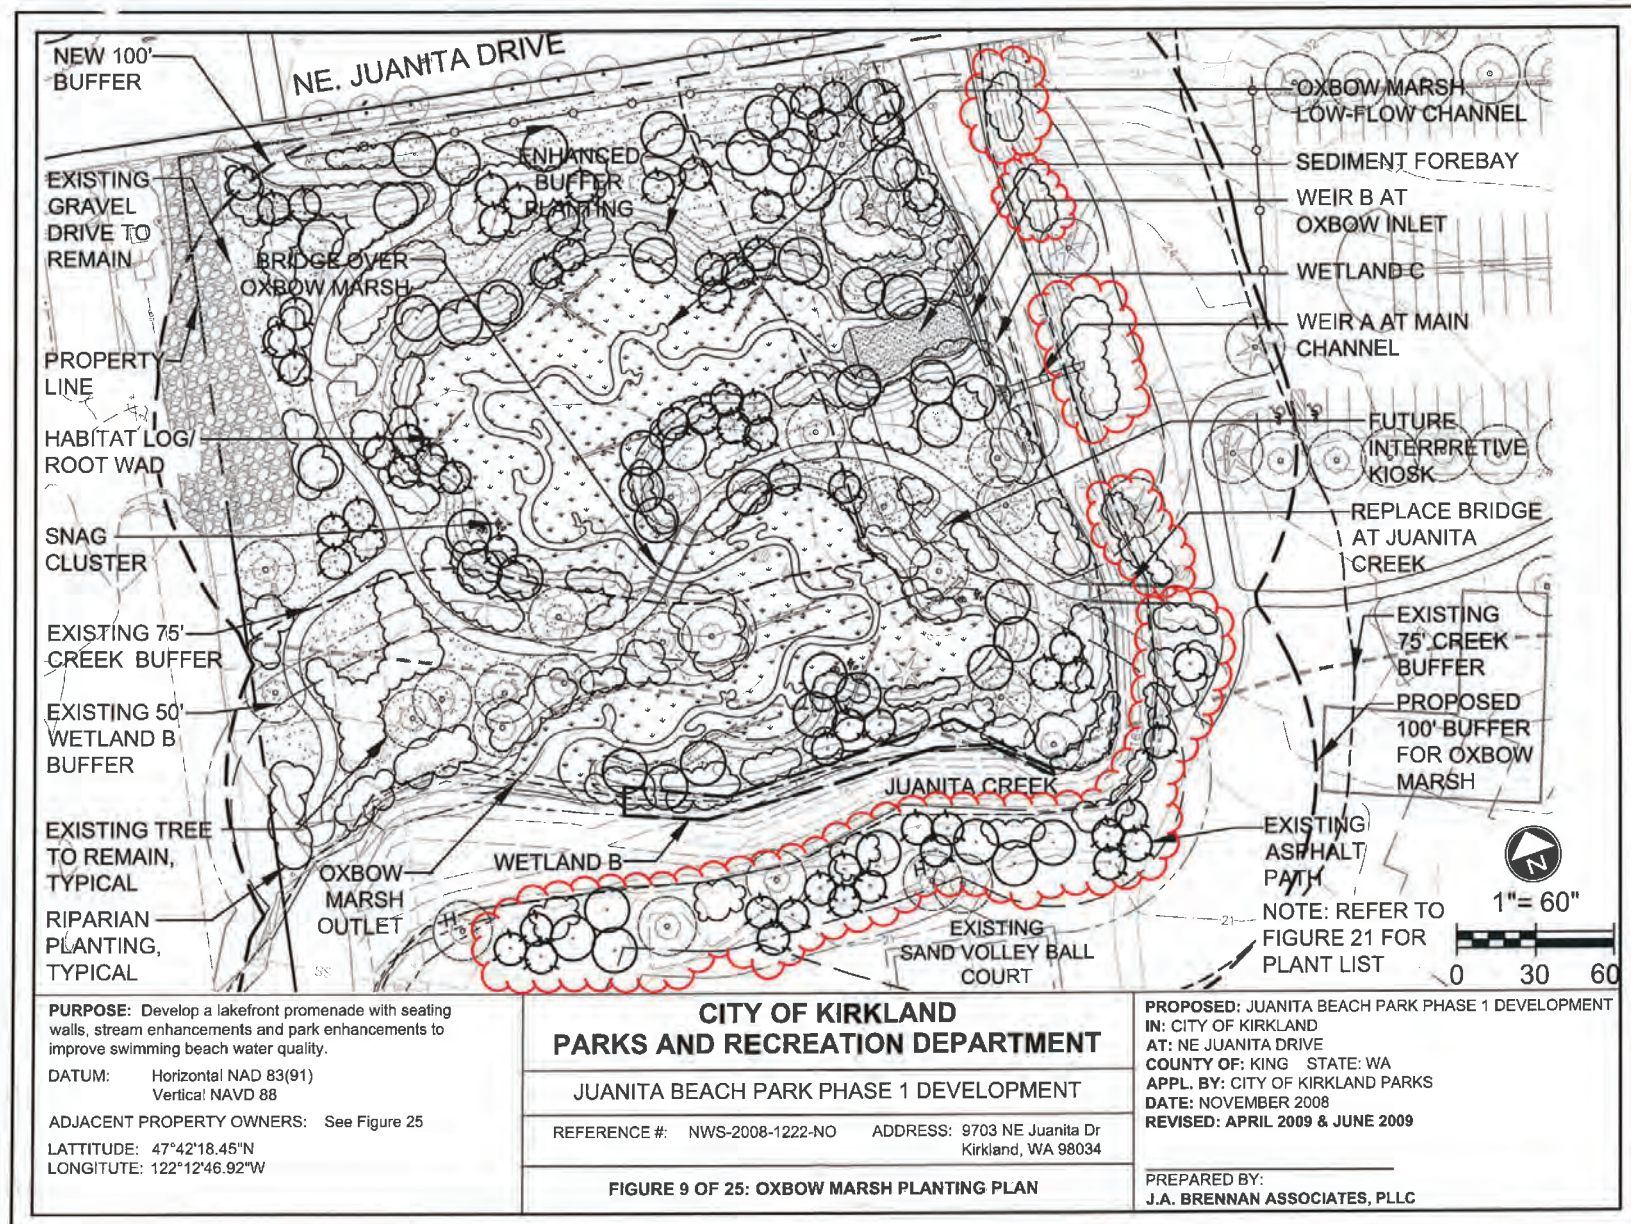 NEW 100'
BUFFER
NE. JUANITA DRIVE
EXISTING
GRAVEL
DRIVE TO
REMAIN
ENHANCED
BUFFER
PLANTING
BRIDGE OVER
OXBOW MARSH
PROPERTY
LINE
HABITAT LOG/
ROOT WAD
SNAG
CLUSTER
EXISTING 75'
CREEK BUFFER
EXISTING 50'
WETLAND B
BUFFER
EXISTING TREE
TO REMAIN,
TYPICAL
RIPARIAN
PLANTING,
TYPICAL
OXBOW
MARSH
OUTLET
WETLAND B
JUANITA CREEK
EXISTING
SAND VOLLEY BALL
COURT
OXBOW MARSH
LOW-FLOW CHANNEL
SEDIMENT FOREBAY
WEIR B AT
OXBOW INLET
WETLAND C
WEIR A AT MAIN
CHANNEL
FUTURE
INTERPRETIVE
KIOSK
REPLACE BRIDGE
AT JUANITA
CREEK
EXISTING
75' CREEK
BUFFER
PROPOSED
100' BUFFER
FOR OXBOW
MARSH
EXISTING
ASPHALT
PATH
21
NOTE: REFER TO
FIGURE 21 FOR
PLANT LIST
N
1"= 60"
0 30 60
PURPOSE: Develop a lakefront promenade with seating
walls, stream enhancements and park enhancements to
improve swimming beach water quality.
DATUM: Horizontal NAD 83(91)
Vertical NAVD 88
ADJACENT PROPERTY OWNERS: See Figure 25
LATTITUDE: 47°42'18.45"N
LONGITUTE: 122°12'46.92"W
CITY OF KIRKLAND
PARKS AND RECREATION DEPARTMENT
JUANITA BEACH PARK PHASE 1 DEVELOPMENT
REFERENCE #: NWS-2008-1222-NO ADDRESS: 9703 NE Juanita Dr
Kirkland, WA 98034
FIGURE 9 OF 25: OXBOW MARSH PLANTING PLAN
PROPOSED: JUANITA BEACH PARK PHASE 1 DEVELOPMENT
IN: CITY OF KIRKLAND
AT: NE JUANITA DRIVE
COUNTY OF: KING STATE: WA
APPL. BY: CITY OF KIRKLAND PARKS
DATE: NOVEMBER 2008
REVISED: APRIL 2009 & JUNE 2009
PREPARED BY:
J.A. BRENNAN ASSOCIATES, PLLC